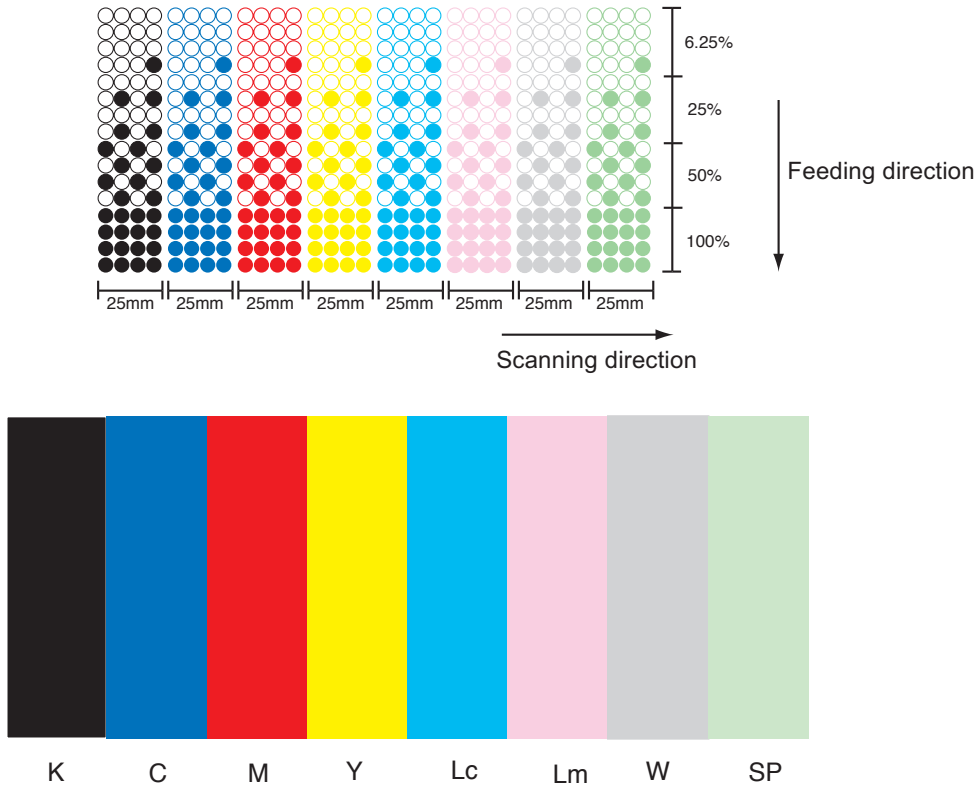 6.25%
25%
Feeding direction
50%
100%
25mm 25mm 25mm 25mm 25mm 25mm 25mm 25mm
Scanning direction
K C M Y Lc Lm W SP